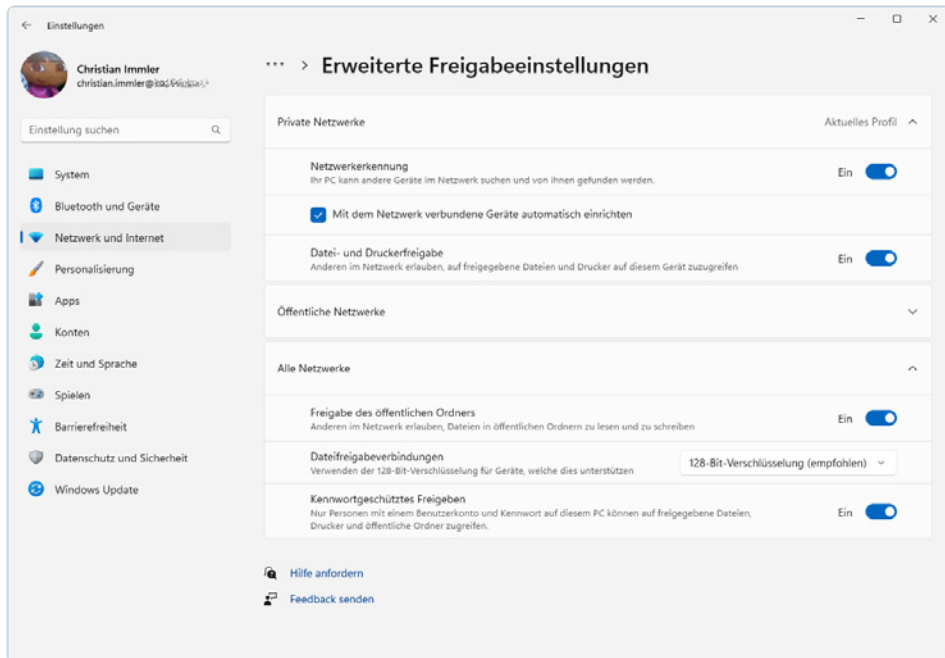 Einstellungen
Christian Immler
christian.immler@
Einstellung suchen
System
Bluetooth und Geräte
Netzwerk und Internet
Personalisierung
Apps
Konten
Zeit und Sprache
Spielen
Barrierefreiheit
Datenschutz und Sicherheit
Windows Update
··· > Erweiterte Freigabeeinstellungen
Private Netzwerke Aktuelles Profil
Netzwerkerkennung
Ihr PC kann andere Geräte im Netzwerk suchen und von ihnen gefunden werden.
Ein
Mit dem Netzwerk verbundene Geräte automatisch einrichten
Datei- und Druckerfreigabe
Anderen im Netzwerk erlauben, auf freigegebene Dateien und Drucker auf diesem Gerät zuzugreifen
Ein
Öffentliche Netzwerke
Alle Netzwerke
Freigabe des öffentlichen Ordners
Anderen im Netzwerk erlauben, Dateien in öffentlichen Ordnern zu lesen und zu schreiben
Ein
Dateifreigabeverbindungen
Verwenden der 128-Bit-Verschlüsselung für Geräte, welche dies unterstützen
128-Bit-Verschlüsselung (empfohlen)
Kennwortgeschütztes Freigeben
Nur Personen mit einem Benutzerkonto und Kennwort auf diesem PC können auf freigegebene Dateien,
Drucker und öffentliche Ordner zugreifen.
Ein
Hilfe anfordern
Feedback senden